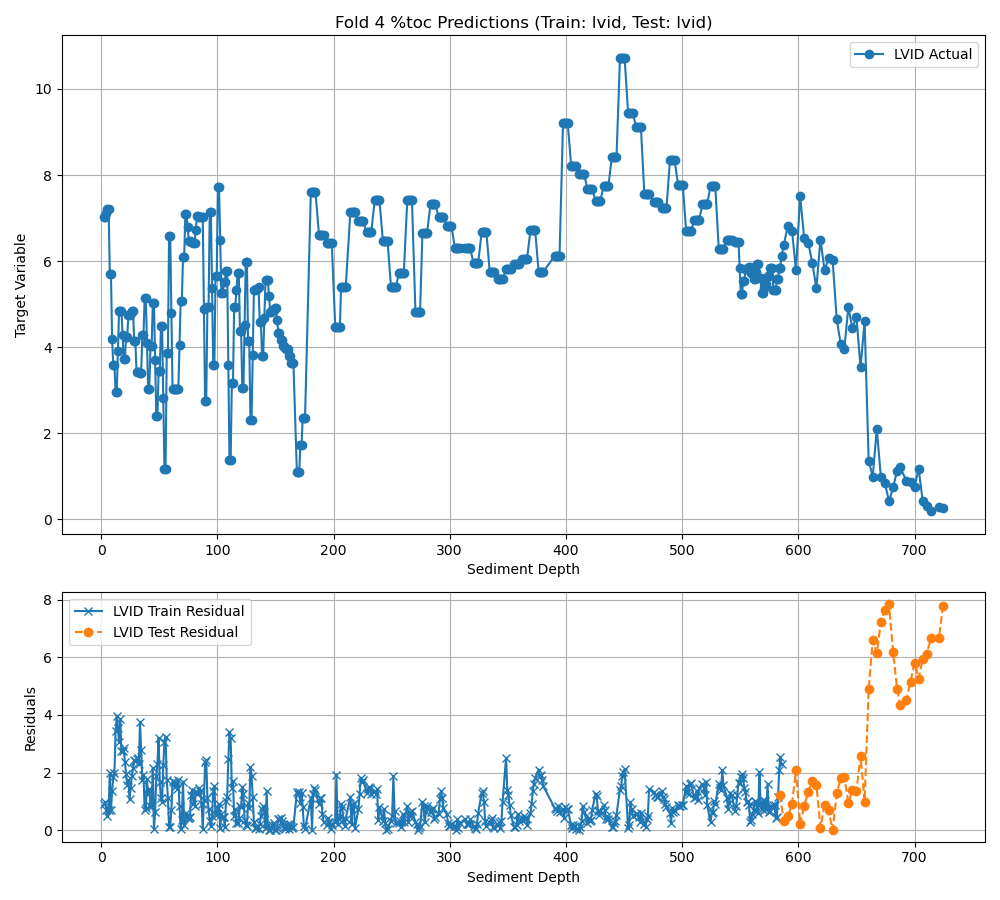 Fold 4 %toc Predictions (Train: lvid, Test: lvid)
LVID Actual
Target Variable
10
8
6
4
2
0
0 100 200 300 400 500 600 700
Sediment Depth
LVID Train Residual
LVID Test Residual
Residuals
8
6
4
2
0
0 100 200 300 400 500 600 700
Sediment Depth